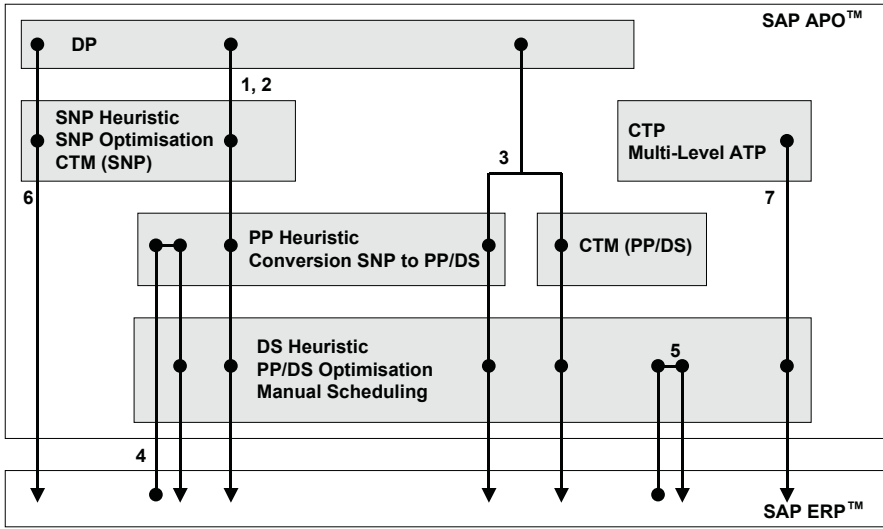 SAP APO™
DP
1, 2
SNP Heuristic
SNP Optimisation
CTM (SNP)
CTP
Multi-Level ATP
3
6
7
PP Heuristic
Conversion SNP to PP/DS
CTM (PP/DS)
DS Heuristic
PP/DS Optimisation
Manual Scheduling
5
4
SAP ERP™